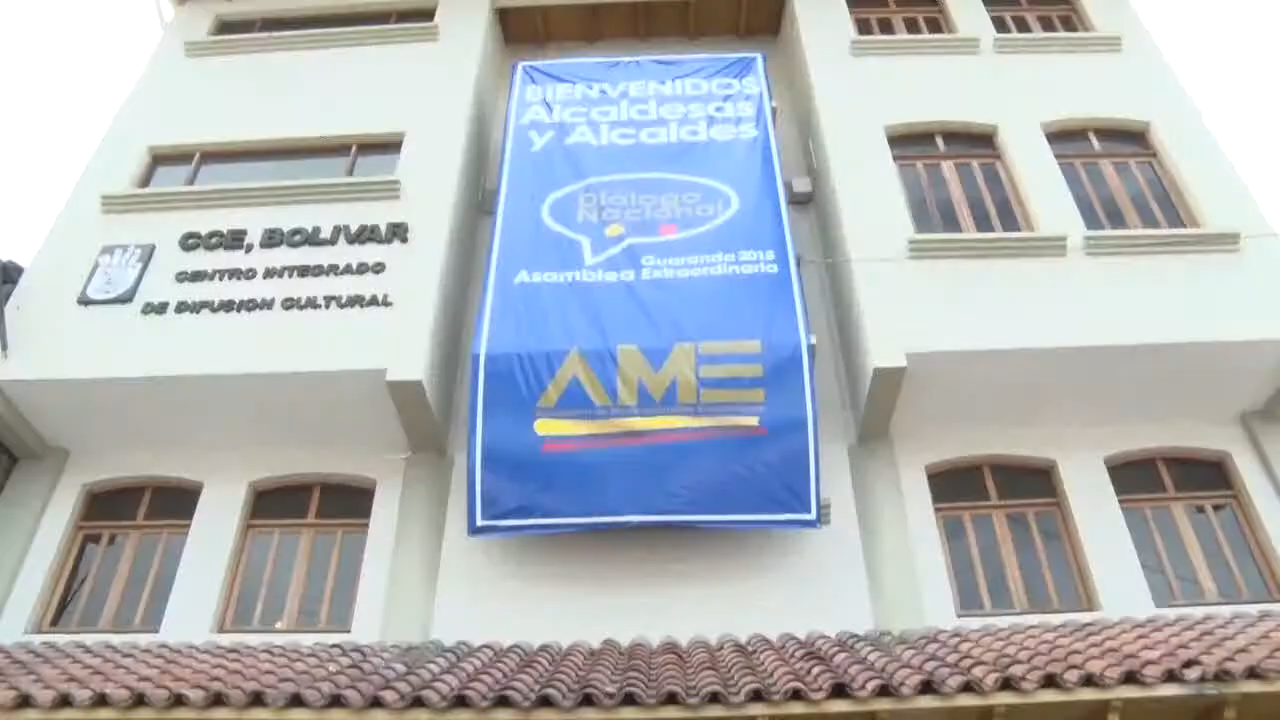 CCE, BOLIVAR
CENTRO INTEGRADO
DE DIFUSION CULTURAL
BIENVENIDOS
Alcaldesas
y Alcaldes
Diálogo
Nacional
Guaranda 2018
Asamblea Extraordinaria
AME